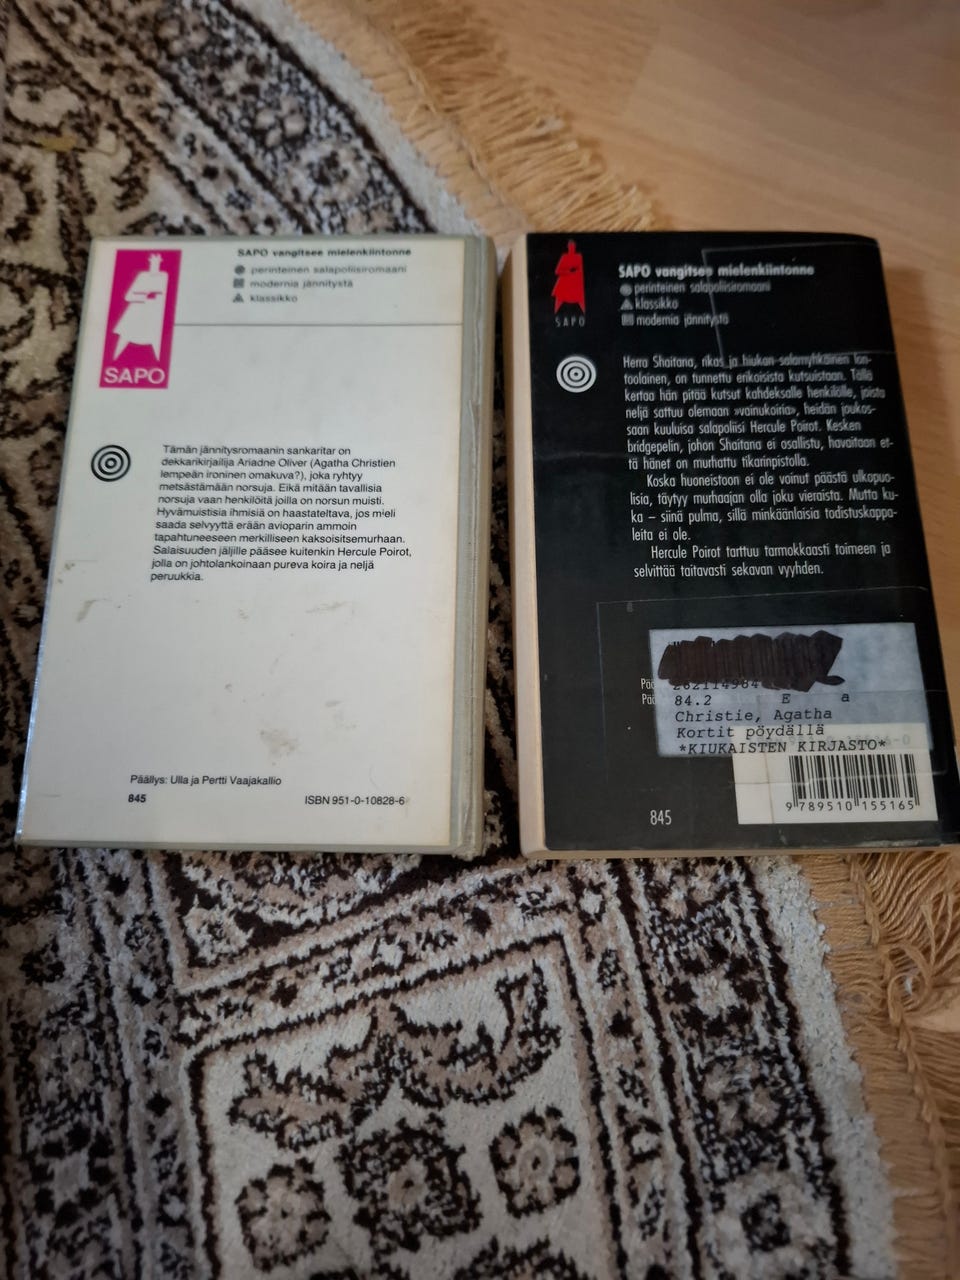 SAPO vangitsee mielenkiintonne
perinteinen salapoliisiromaani
modernia jännitystä
klassikko
SAPO
Tämän jännitysromaanin sankaritar on
dekkarikirjailija Ariadne Oliver (Agatha Christien
lempeän ironinen omakuva?), joka ryhtyy
metsästämään norsuja. Eikä mitään tavallisia
norsuja vaan henkilöitä joilla on norsun muisti.
Hyvämuistisia ihmisiä on haastateltava, jos mieli
saada selvyyttä erään avioparin ammoin
tapahtuneeseen merkilliseen kaksoisitsemurhaan.
Salaisuuden jäljille pääsee kuitenkin Hercule Poirot,
jolla on johtolankoinaan pureva koira ja neljä
peruukkia.
Päällys: Ulla ja Pertti Vaajakallio
845
ISBN 951-0-10828-6
SAPO vangitsee mielenkiintonne
perinteinen salapoliisiromaani
klassikko
modernia jännitystä
SAPO
Herra Shaitana, rikas ja hiukan salamyhkäinen lon-
toolainen, on tunnettu erikoisista kutsuistaan. Tällä
kertaa hän pitää kutsut kahdeksalle henkilölle, joista
neljä sattuu olemaan »vainukoiria», heidän joukos-
saan kuuluisa salapoliisi Hercule Poirot. Kesken
bridgepelin, johon Shaitana ei osallistu, havaitaan et-
tä hänet on murhattu tikarinpistolla.
Koska huoneistoon ei ole voinut päästä ulkopuo-
lisia, täytyy murhaajan olla joku vieraista. Mutta ku-
ka – siinä pulma, sillä minkäänlaisia todistuskappa-
leita ei ole.
Hercule Poirot tarttuu tarmokkaasti toimeen ja
selvittää taitavasti sekavan vyyhden.
84.2 E a
Christie, Agatha
Kortit pöydällä
*KIUKAISTEN KIRJASTO*
9 789510 155165
845